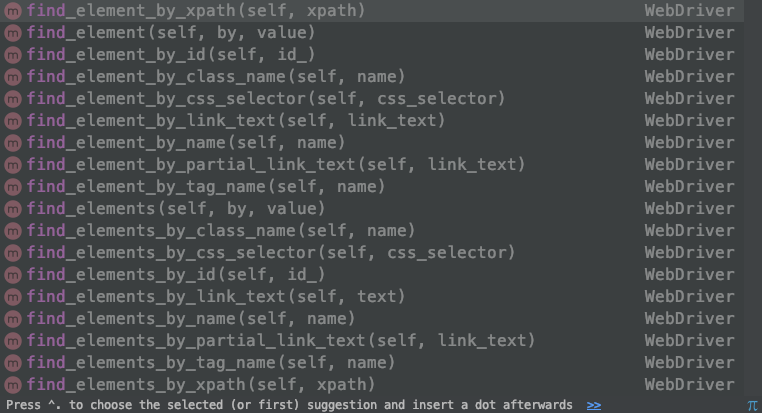 m find_element_by_xpath(self, xpath) WebDriver
m find_element(self, by, value) WebDriver
m find_element_by_id(self, id_) WebDriver
m find_element_by_class_name(self, name) WebDriver
m find_element_by_css_selector(self, css_selector) WebDriver
m find_element_by_link_text(self, link_text) WebDriver
m find_element_by_name(self, name) WebDriver
m find_element_by_partial_link_text(self, link_text) WebDriver
m find_element_by_tag_name(self, name) WebDriver
m find_elements(self, by, value) WebDriver
m find_elements_by_class_name(self, name) WebDriver
m find_elements_by_css_selector(self, css_selector) WebDriver
m find_elements_by_id(self, id_) WebDriver
m find_elements_by_link_text(self, text) WebDriver
m find_elements_by_name(self, name) WebDriver
m find_elements_by_partial_link_text(self, link_text) WebDriver
m find_elements_by_tag_name(self, name) WebDriver
m find_elements_by_xpath(self, xpath) WebDriver
Press ^. to choose the selected (or first) suggestion and insert a dot afterwards >> π